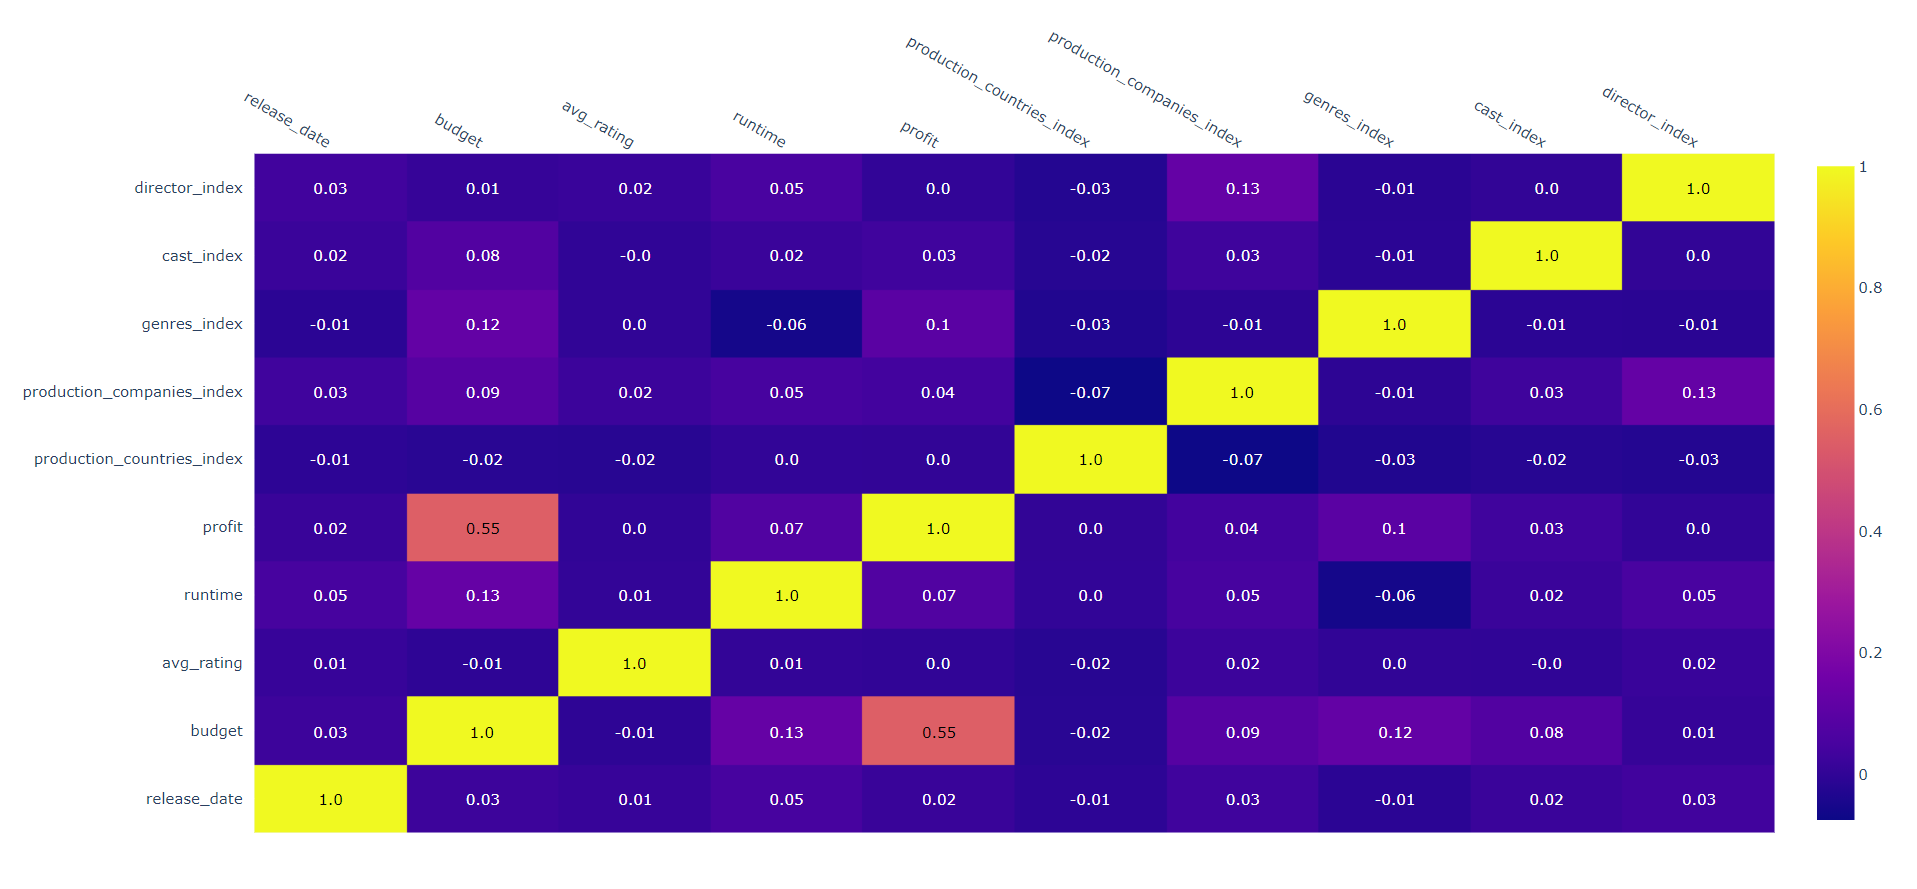 release_date budget avg_rating runtime profit production_countries_index production_companies_index genres_index cast_index director_index
director_index 0.03 0.01 0.02 0.05 0.0 -0.03 0.13 -0.01 0.0 1.0
cast_index 0.02 0.08 -0.0 0.02 0.03 -0.02 0.03 -0.01 1.0 0.0
genres_index -0.01 0.12 0.0 -0.06 0.1 -0.03 -0.01 1.0 -0.01 -0.01
production_companies_index 0.03 0.09 0.02 0.05 0.04 -0.07 1.0 -0.01 0.03 0.13
production_countries_index -0.01 -0.02 -0.02 0.0 0.0 1.0 -0.07 -0.03 -0.02 -0.03
profit 0.02 0.55 0.0 0.07 1.0 0.0 0.04 0.1 0.03 0.0
runtime 0.05 0.13 0.01 1.0 0.07 0.0 0.05 -0.06 0.02 0.05
avg_rating 0.01 -0.01 1.0 0.01 0.0 -0.02 0.02 0.0 -0.0 0.02
budget 0.03 1.0 -0.01 0.13 0.55 -0.02 0.09 0.12 0.08 0.01
release_date 1.0 0.03 0.01 0.05 0.02 -0.01 0.03 -0.01 0.02 0.03
1
0.8
0.6
0.4
0.2
0